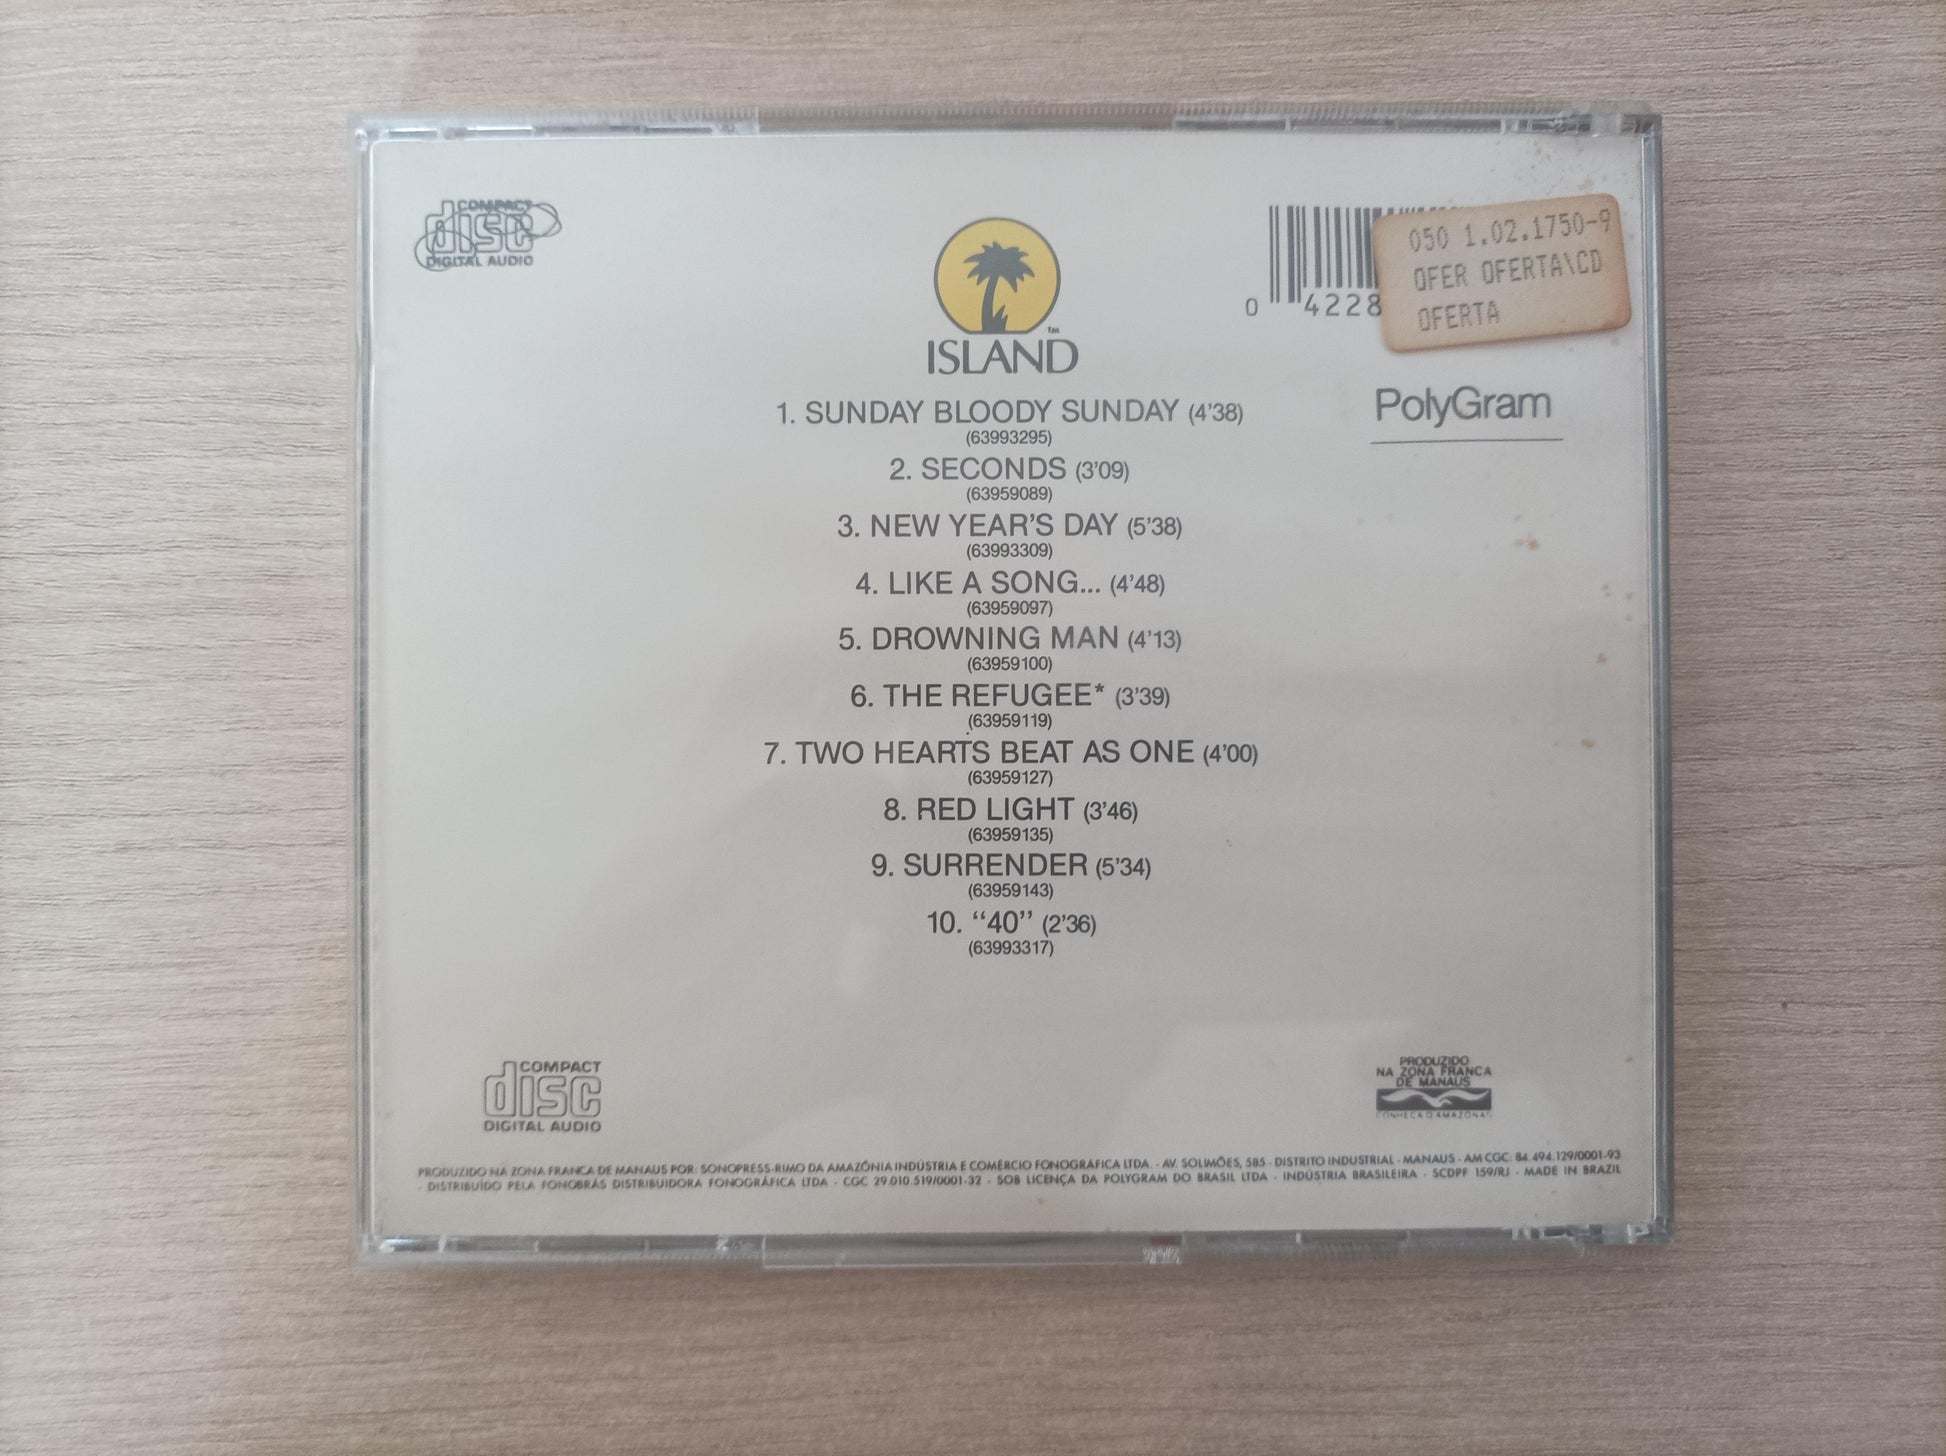 COMPACT
disc
DIGITAL AUDIO
TM
ISLAND
0 4228
050 1.02.1750-9
OFER OFERTA\CD
OFERTA
PolyGram
1. SUNDAY BLOODY SUNDAY (4'38)
(63993295)
2. SECONDS (3'09)
(63959089)
3. NEW YEAR'S DAY (5'38)
(63993309)
4. LIKE A SONG... (4'48)
(63959097)
5. DROWNING MAN (4'13)
(63959100)
6. THE REFUGEE* (3'39)
(63959119)
7. TWO HEARTS BEAT AS ONE (4'00)
(63959127)
8. RED LIGHT (3'46)
(63959135)
9. SURRENDER (5'34)
(63959143)
10. "40" (2'36)
(63993317)
COMPACT
disc
DIGITAL AUDIO
PRODUZIDO
NA ZONA FRANCA
DE MANAUS
CONHEÇA O AMAZONAS
PRODUZIDO NA ZONA FRANCA DE MANAUS POR: SONOPRESS-RIMO DA AMAZÔNIA INDÚSTRIA E COMÉRCIO FONOGRÁFICA LTDA. · AV. SOLIMÕES, 585 · DISTRITO INDUSTRIAL · MANAUS · AM CGC: 84.494.129/0001-93
· DISTRIBUÍDO PELA FONOBRÁS DISTRIBUIDORA FONOGRÁFICA LTDA · CGC 29.010.519/0001-32 · SOB LICENÇA DA POLYGRAM DO BRASIL LTDA · INDÚSTRIA BRASILEIRA · SCDPF 159/RJ · MADE IN BRAZIL